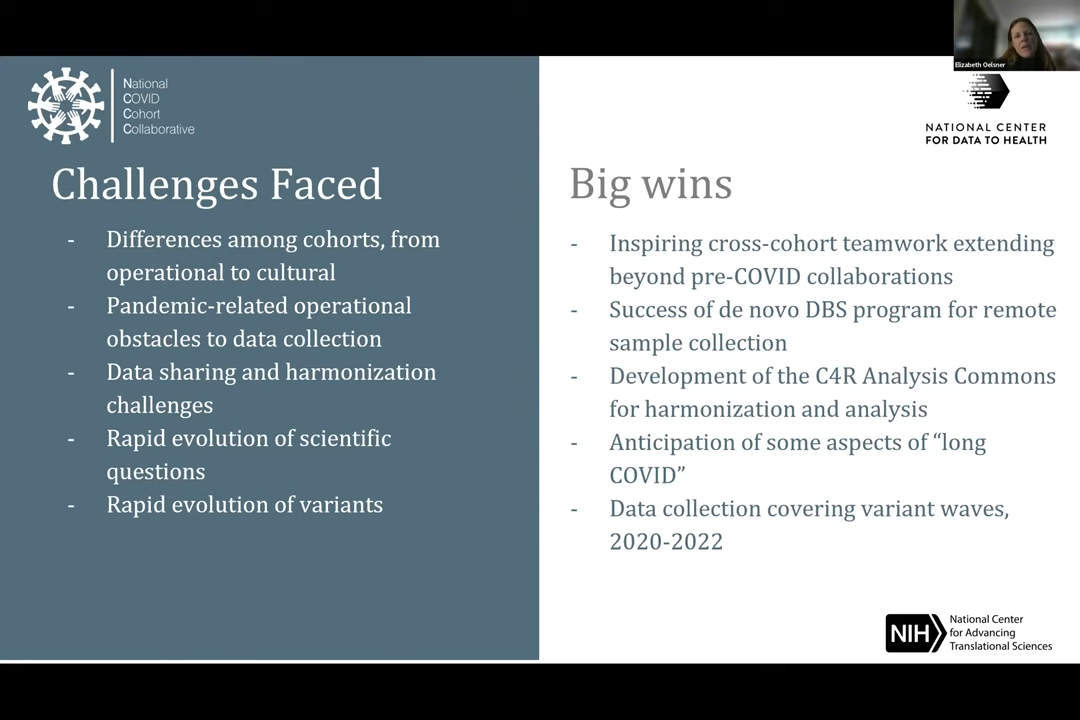 Elizabeth Oelsner
National
COVID
Cohort
Collaborative
NATIONAL CENTER
FOR DATA TO HEALTH
Challenges Faced
- Differences among cohorts, from
operational to cultural
- Pandemic-related operational
obstacles to data collection
- Data sharing and harmonization
challenges
- Rapid evolution of scientific
questions
- Rapid evolution of variants
Big wins
- Inspiring cross-cohort teamwork extending
beyond pre-COVID collaborations
- Success of de novo DBS program for remote
sample collection
- Development of the C4R Analysis Commons
for harmonization and analysis
- Anticipation of some aspects of “long
COVID”
- Data collection covering variant waves,
2020-2022
NIH
National Center
for Advancing
Translational Sciences